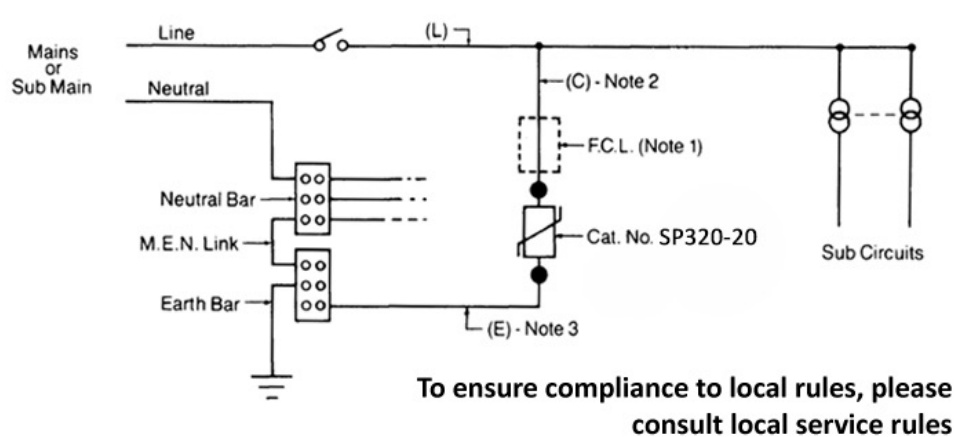 Line
(L)
Mains
or
Sub Main
Neutral
(C) - Note 2
F.C.L. (Note 1)
Neutral Bar
M.E.N. Link
Cat. No. SP320-20
Sub Circuits
Earth Bar
(E) - Note 3
To ensure compliance to local rules, please
consult local service rules